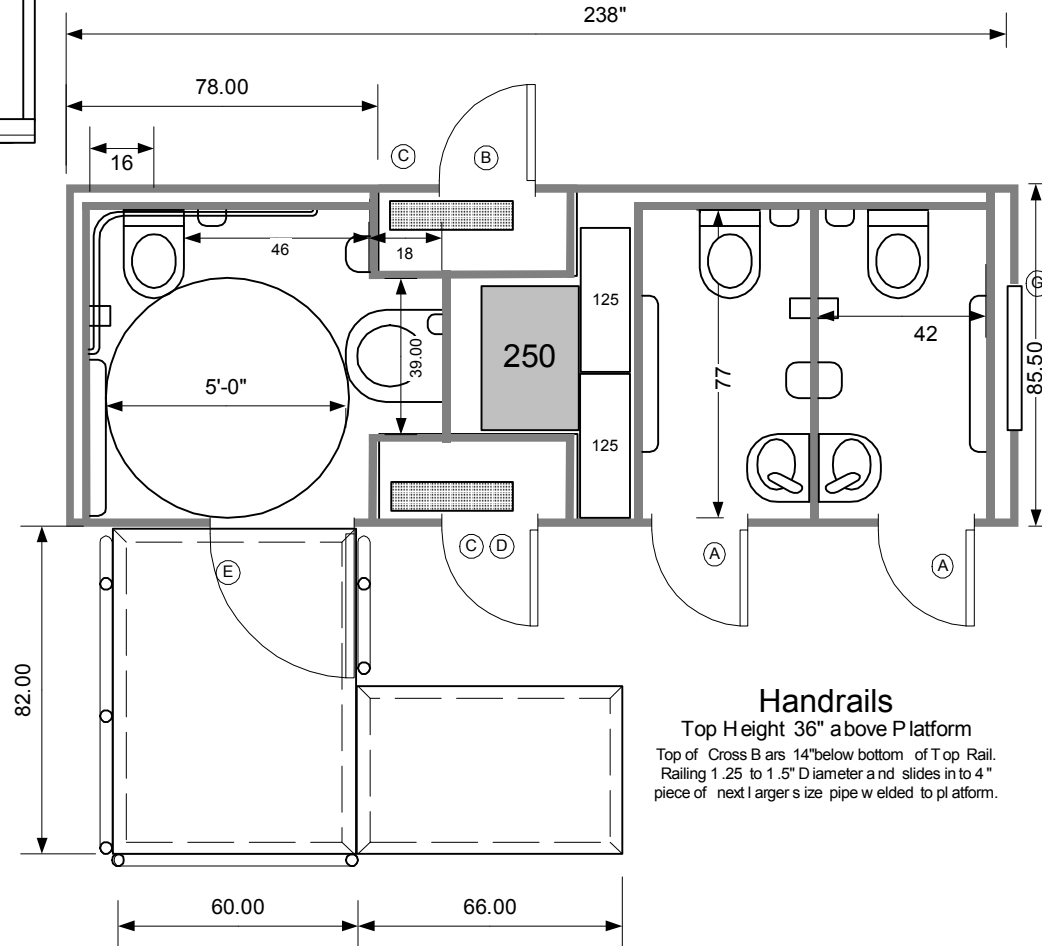 238"
78.00
16
C
B
46
18
125
G
250
39.00
5'-0"
42
85.50
77
125
E
C D
A
A
82.00
Handrails
Top Height 36" above Platform
Top of Cross Bars 14"below bottom of Top Rail.
Railing 1.25 to 1.5" Diameter and slides in to 4"
piece of next larger size pipe welded to platform.
60.00
66.00